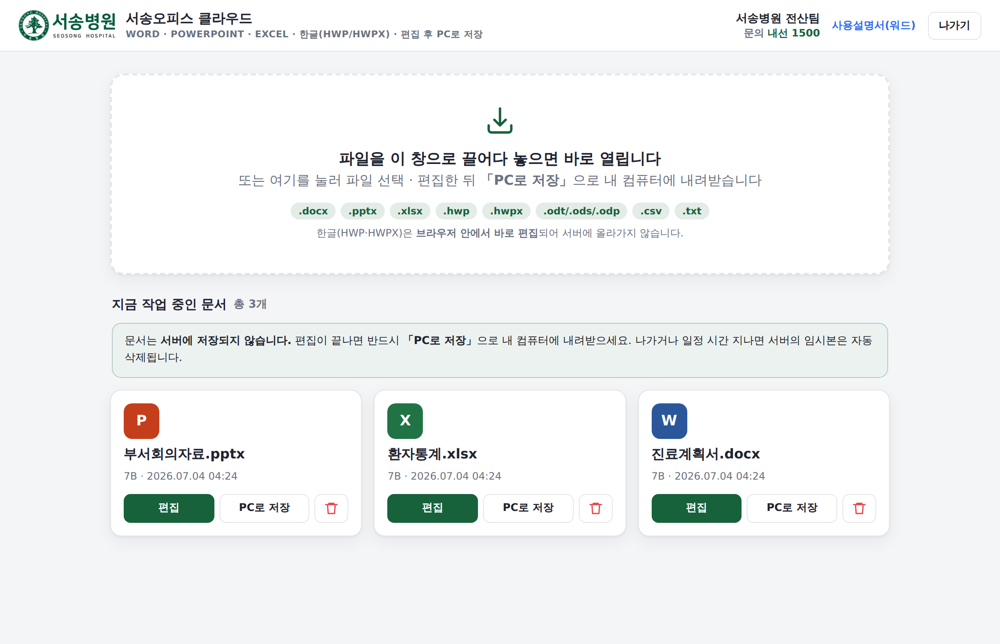 서송병원
SEOSONG HOSPITAL
서송오피스 클라우드
WORD · POWERPOINT · EXCEL · 한글(HWP/HWPX) · 편집 후 PC로 저장
서송병원 전산팀
문의 내선 1500
사용설명서(워드)
나가기
파일을 이 창으로 끌어다 놓으면 바로 열립니다
또는 여기를 눌러 파일 선택 · 편집한 뒤 「PC로 저장」으로 내 컴퓨터에 내려받습니다
.docx .pptx .xlsx .hwp .hwpx .odt/.ods/.odp .csv .txt
한글(HWP·HWPX)은 브라우저 안에서 바로 편집되어 서버에 올라가지 않습니다.
지금 작업 중인 문서 총 3개
문서는 서버에 저장되지 않습니다. 편집이 끝나면 반드시 「PC로 저장」으로 내 컴퓨터에 내려받으세요. 나가거나 일정 시간 지나면 서버의 임시본은 자동
삭제됩니다.
P
부서회의자료.pptx
7B · 2026.07.04 04:24
편집 PC로 저장
X
환자통계.xlsx
7B · 2026.07.04 04:24
편집 PC로 저장
W
진료계획서.docx
7B · 2026.07.04 04:24
편집 PC로 저장